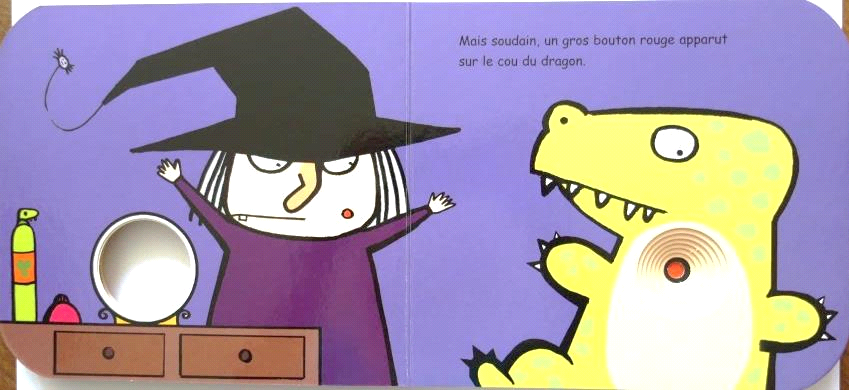 Mais soudain, un gros bouton rouge apparut
sur le cou du dragon.